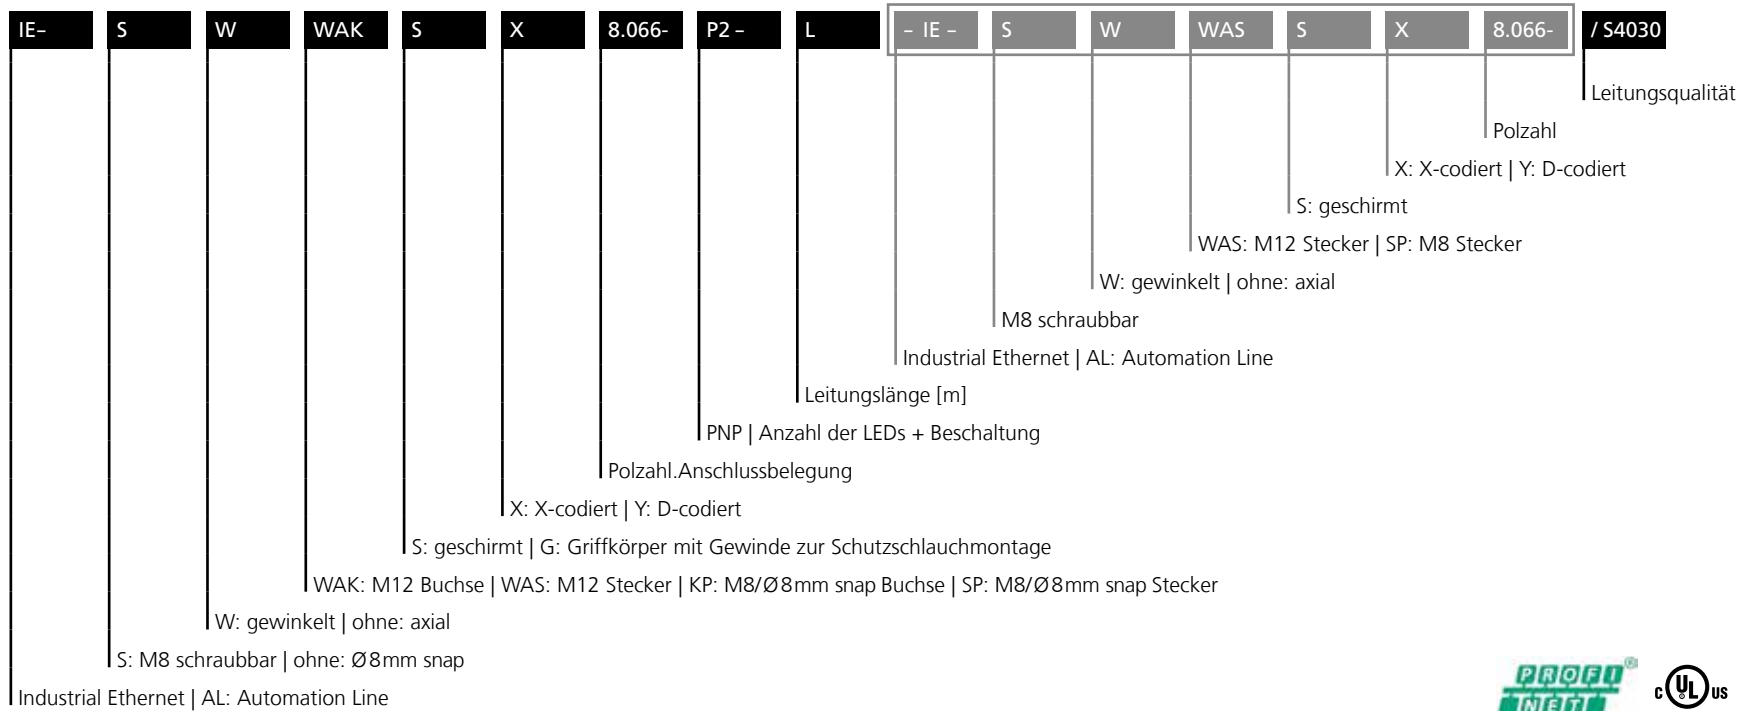 IE– S W WAK S X 8.066- P2 – L – IE – S W WAS S X 8.066- / S4030
Leitungsqualität
Polzahl
X: X-codiert | Y: D-codiert
S: geschirmt
WAS: M12 Stecker | SP: M8 Stecker
W: gewinkelt | ohne: axial
M8 schraubbar
Industrial Ethernet | AL: Automation Line
Leitungslänge [m]
PNP | Anzahl der LEDs + Beschaltung
Polzahl.Anschlussbelegung
X: X-codiert | Y: D-codiert
S: geschirmt | G: Griffkörper mit Gewinde zur Schutzschlauchmontage
WAK: M12 Buchse | WAS: M12 Stecker | KP: M8/Ø8mm snap Buchse | SP: M8/Ø8mm snap Stecker
W: gewinkelt | ohne: axial
S: M8 schraubbar | ohne: Ø8mm snap
Industrial Ethernet | AL: Automation Line
PROFI®
NET
c UL ® US